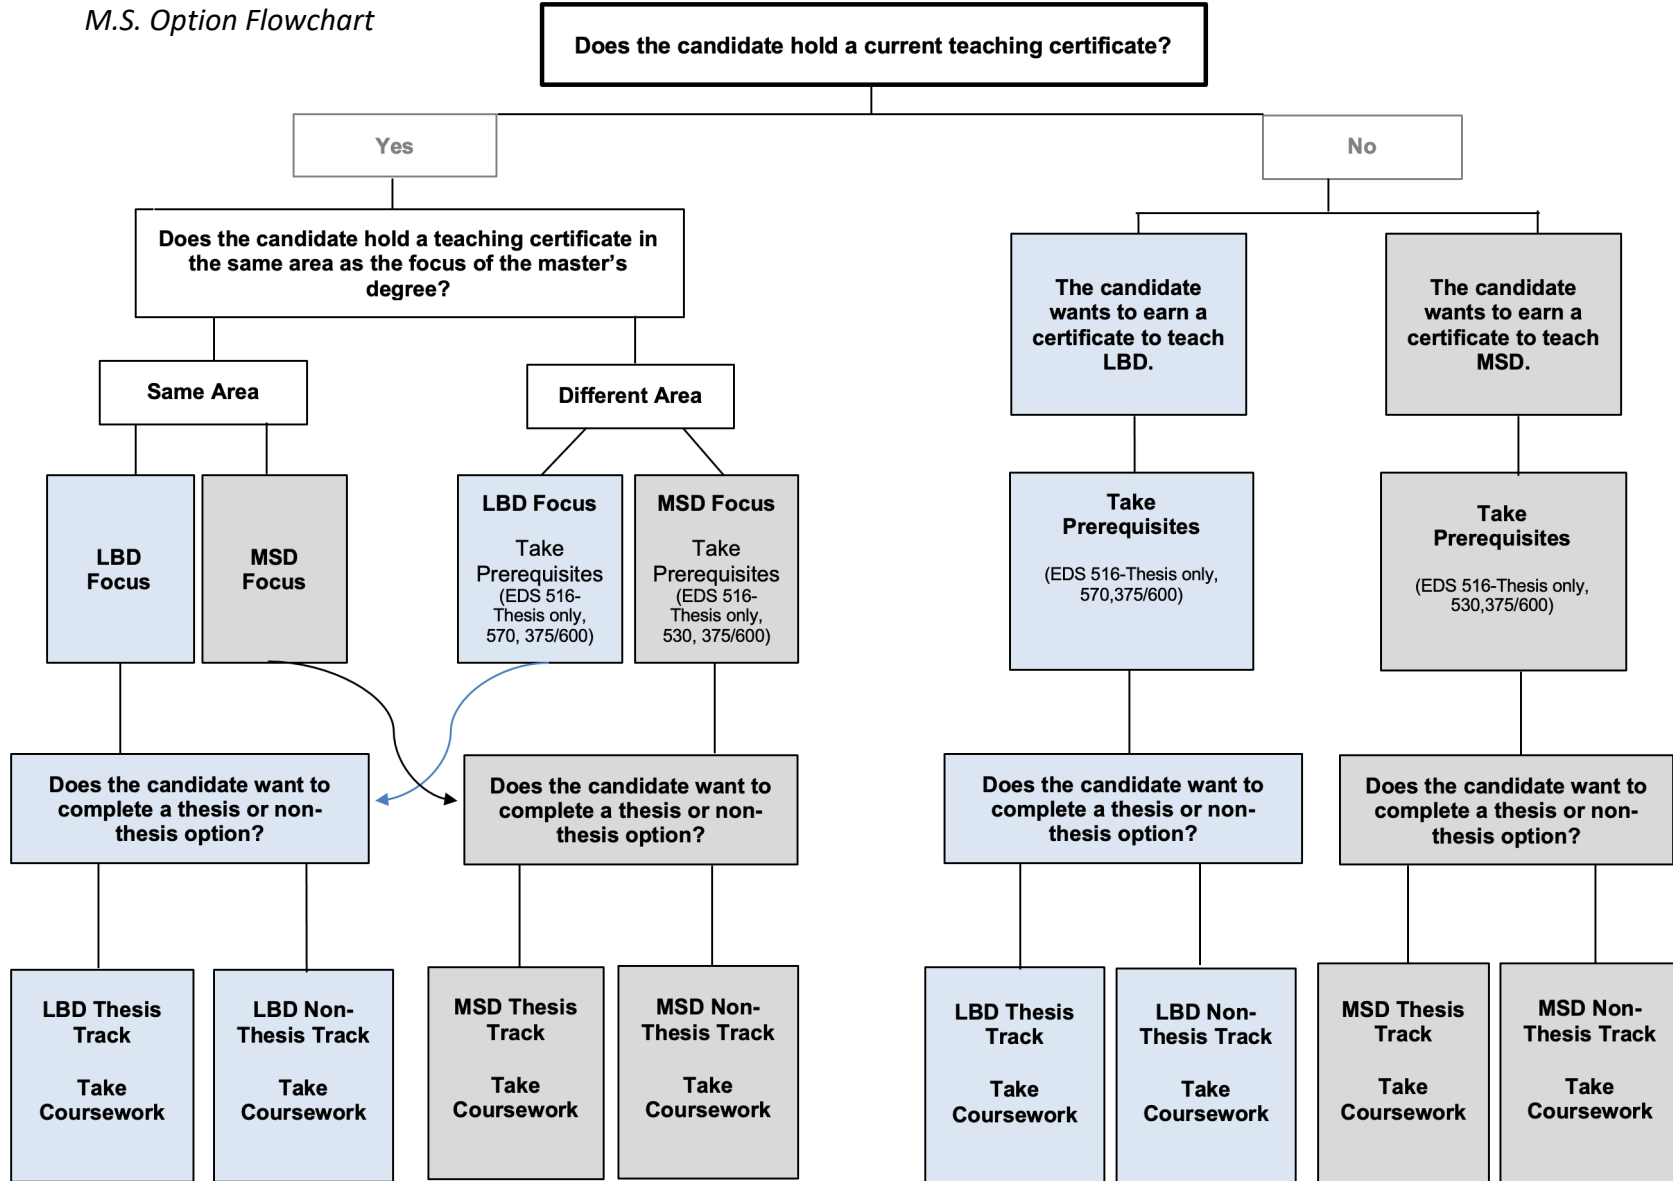 M.S. Option Flowchart
Does the candidate hold a current teaching certificate?
Yes
No
Does the candidate hold a teaching certificate in
the same area as the focus of the master’s
degree?
Same Area
Different Area
LBD
Focus
MSD
Focus
LBD Focus
Take
Prerequisites
(EDS 516-
Thesis only,
570, 375/600)
MSD Focus
Take
Prerequisites
(EDS 516-
Thesis only,
530, 375/600)
The candidate
wants to earn a
certificate to teach
LBD.
The candidate
wants to earn a
certificate to teach
MSD.
Take
Prerequisites
(EDS 516-Thesis only,
570,375/600)
Take
Prerequisites
(EDS 516-Thesis only,
530,375/600)
Does the candidate want to
complete a thesis or non-
thesis option?
Does the candidate want to
complete a thesis or non-
thesis option?
Does the candidate want to
complete a thesis or non-
thesis option?
Does the candidate want to
complete a thesis or non-
thesis option?
LBD Thesis
Track
Take
Coursework
LBD Non-
Thesis Track
Take
Coursework
MSD Thesis
Track
Take
Coursework
MSD Non-
Thesis Track
Take
Coursework
LBD Thesis
Track
Take
Coursework
LBD Non-
Thesis Track
Take
Coursework
MSD Thesis
Track
Take
Coursework
MSD Non-
Thesis Track
Take
Coursework